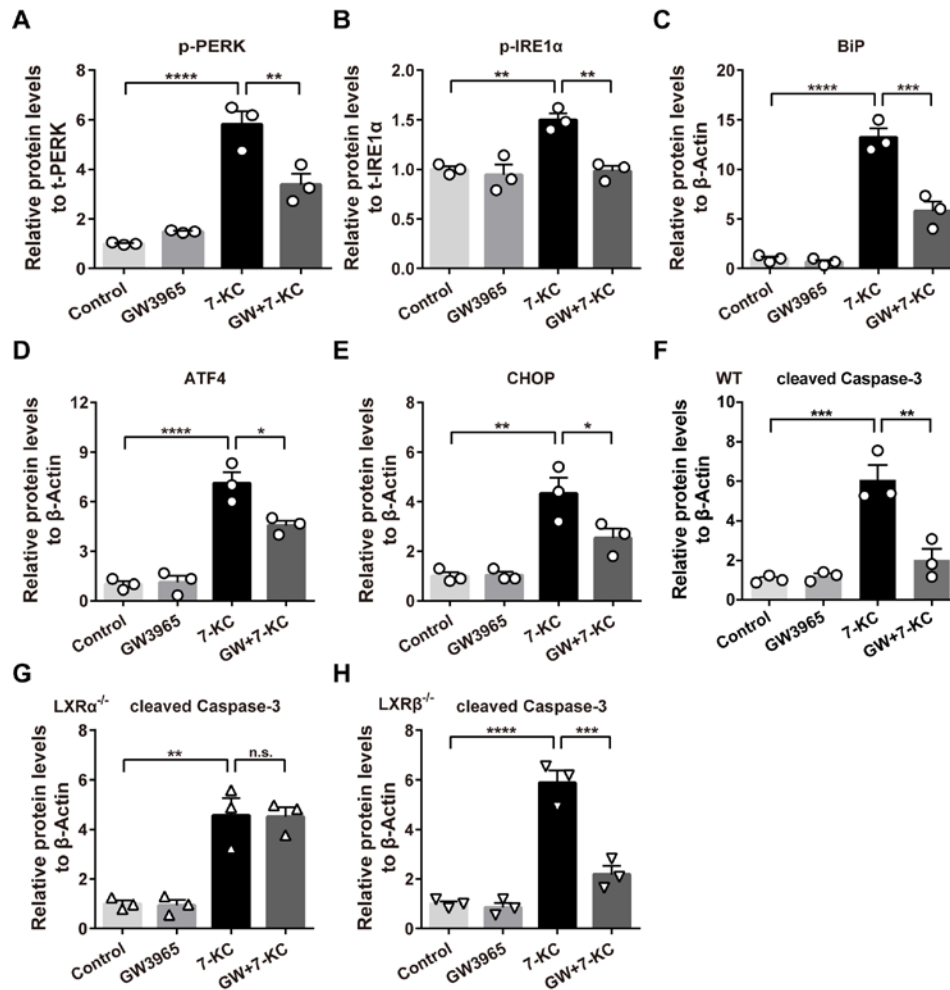 A
p-PERK
Relative protein levels
to t-PERK
8
6
4
2
0
****
**
Control
GW3965
7-KC
GW+7-KC
B
p-IRE1α
Relative protein levels
to t-IRE1α
2.0
1.5
1.0
0.5
0.0
**
**
Control
GW3965
7-KC
GW+7-KC
C
BiP
Relative protein levels
to β-Actin
20
15
10
5
0
****
***
Control
GW3965
7-KC
GW+7-KC
D
ATF4
Relative protein levels
to β-Actin
12
9
6
3
0
****
*
Control
GW3965
7-KC
GW+7-KC
E
CHOP
Relative protein levels
to β-Actin
8
6
4
2
0
**
*
Control
GW3965
7-KC
GW+7-KC
F
WT cleaved Caspase-3
Relative protein levels
to β-Actin
10
8
6
4
2
0
***
**
Control
GW3965
7-KC
GW+7-KC
G
LXRα-/- cleaved Caspase-3
Relative protein levels
to β-Actin
8
6
4
2
0
**
n.s.
Control
GW3965
7-KC
GW+7-KC
H
LXRβ-/- cleaved Caspase-3
Relative protein levels
to β-Actin
8
6
4
2
0
****
***
Control
GW3965
7-KC
GW+7-KC